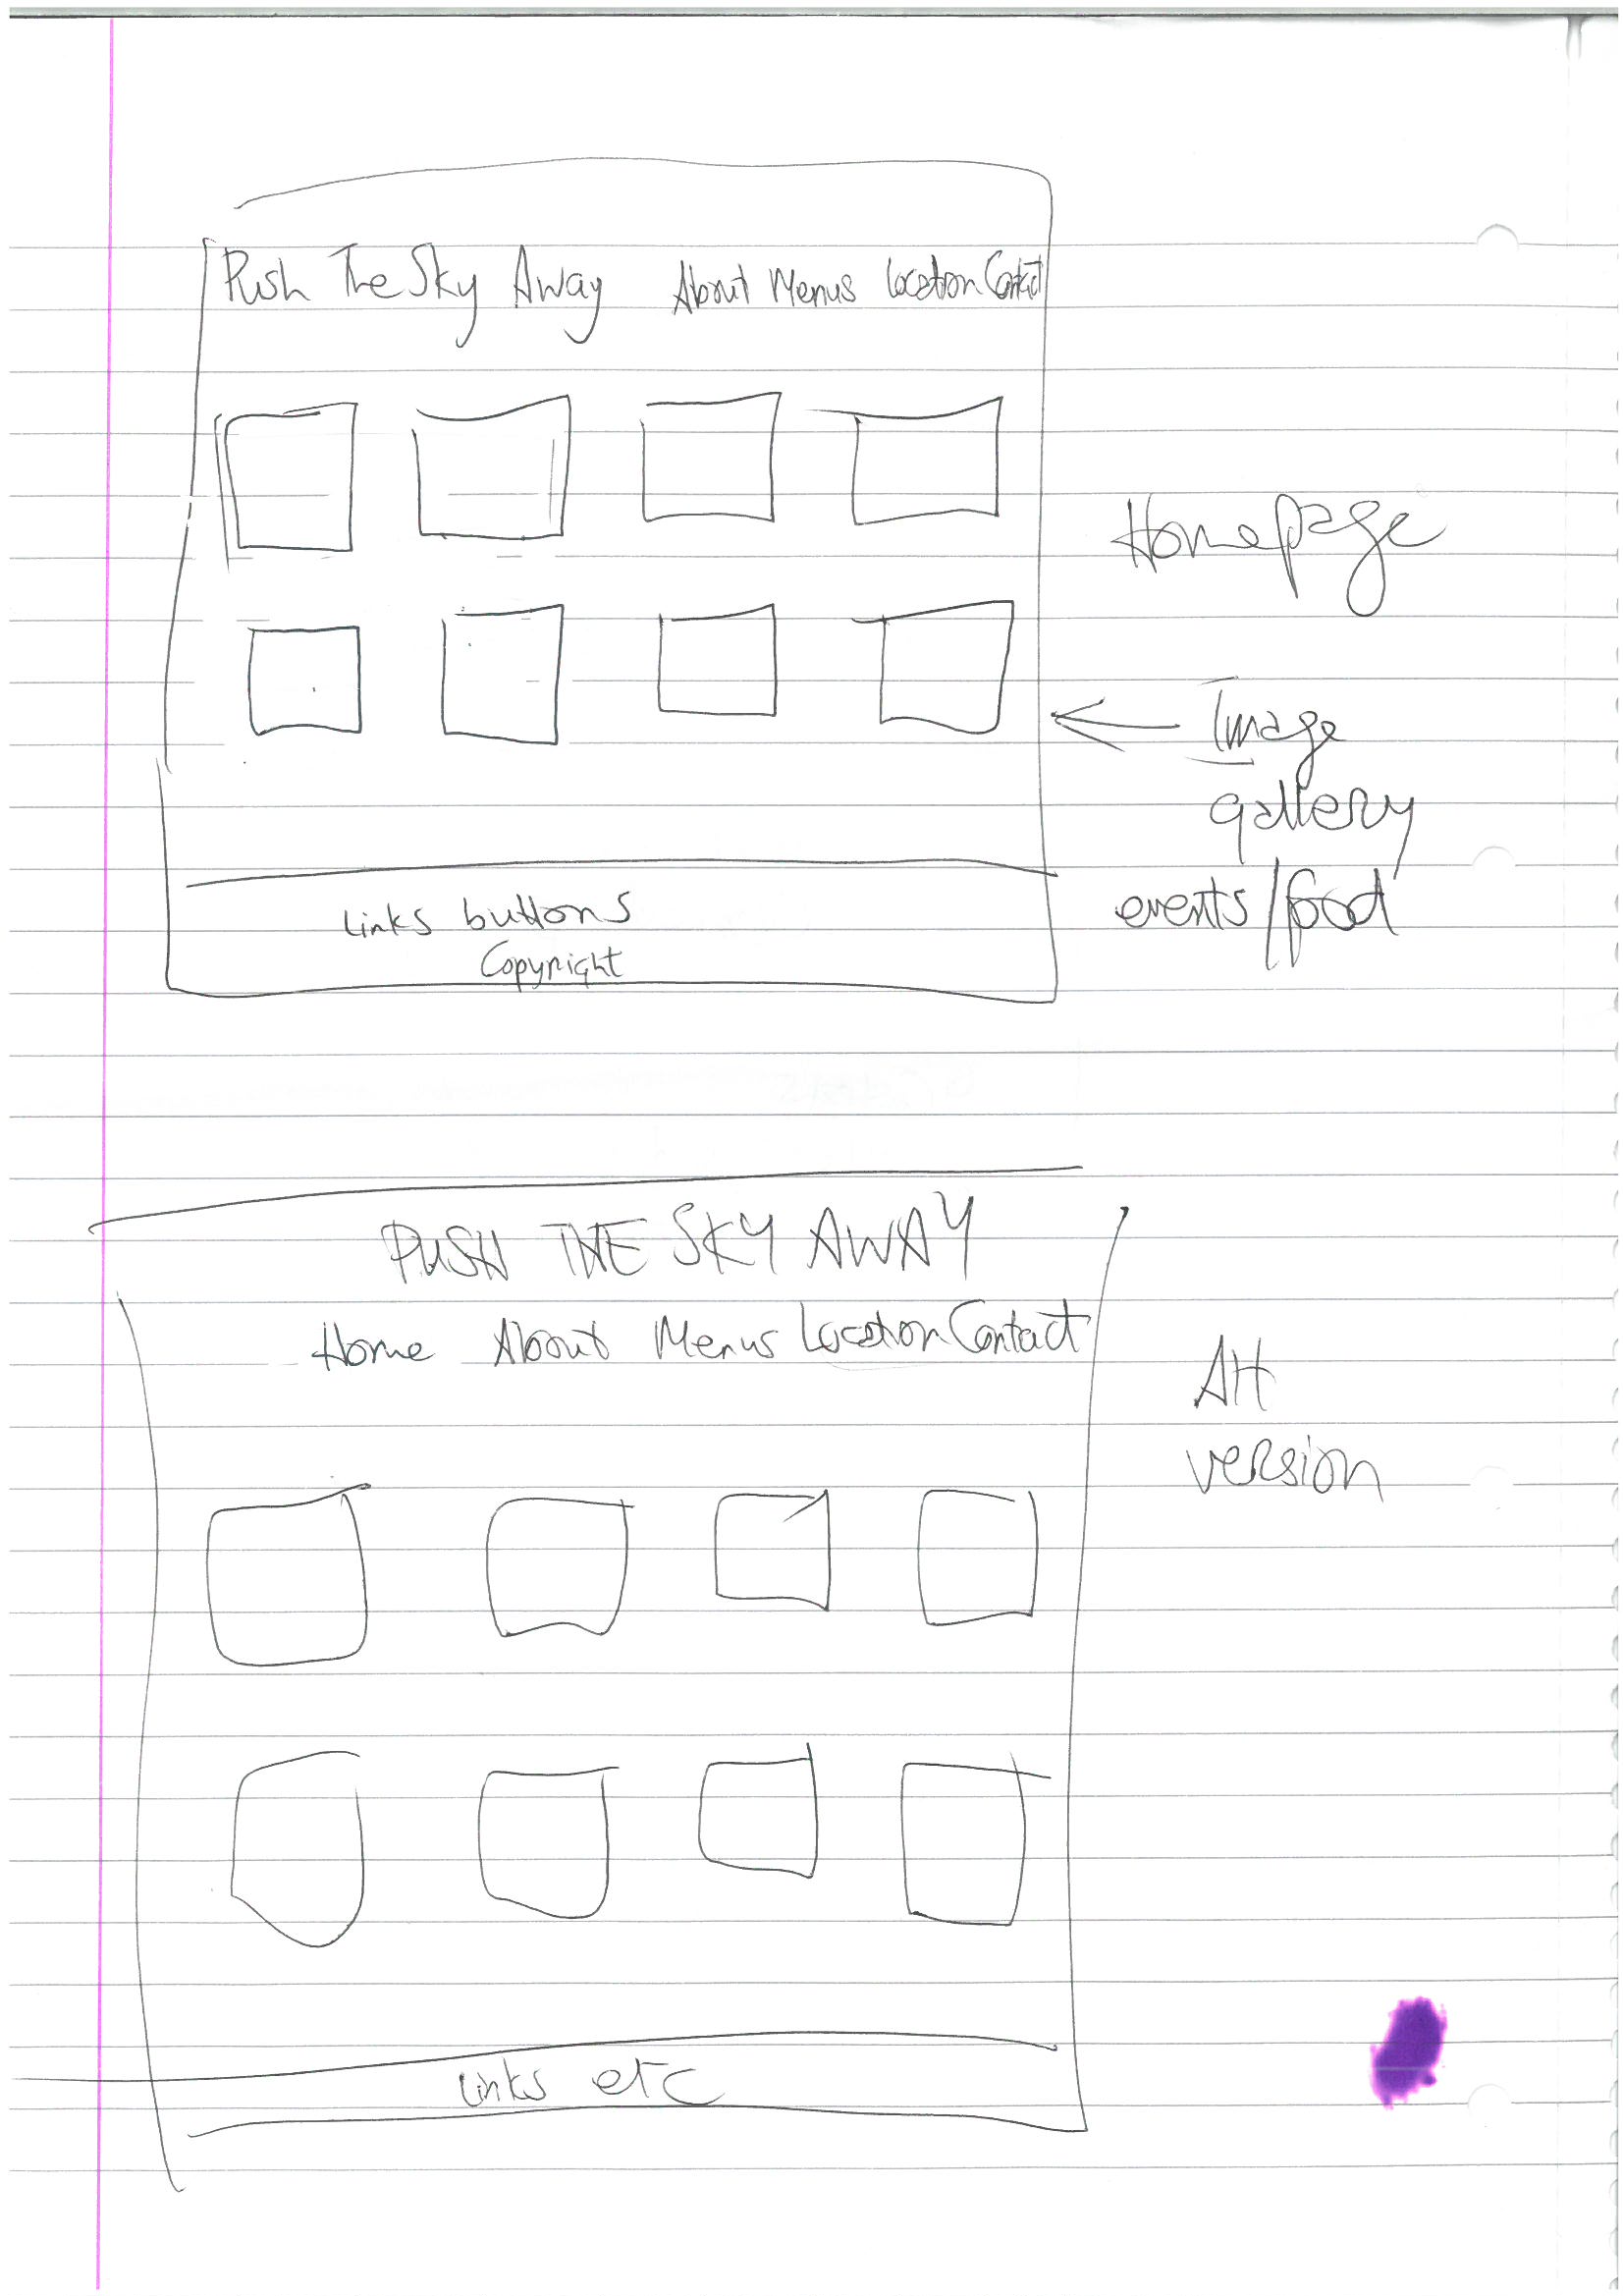 Push The Sky Away About Menus Location Contact
Homepage
Image
gallery
events/food
Links buttons
Copyright
PUSH THE SKY AWAY
Home About Menus Location Contact
version
Links etc